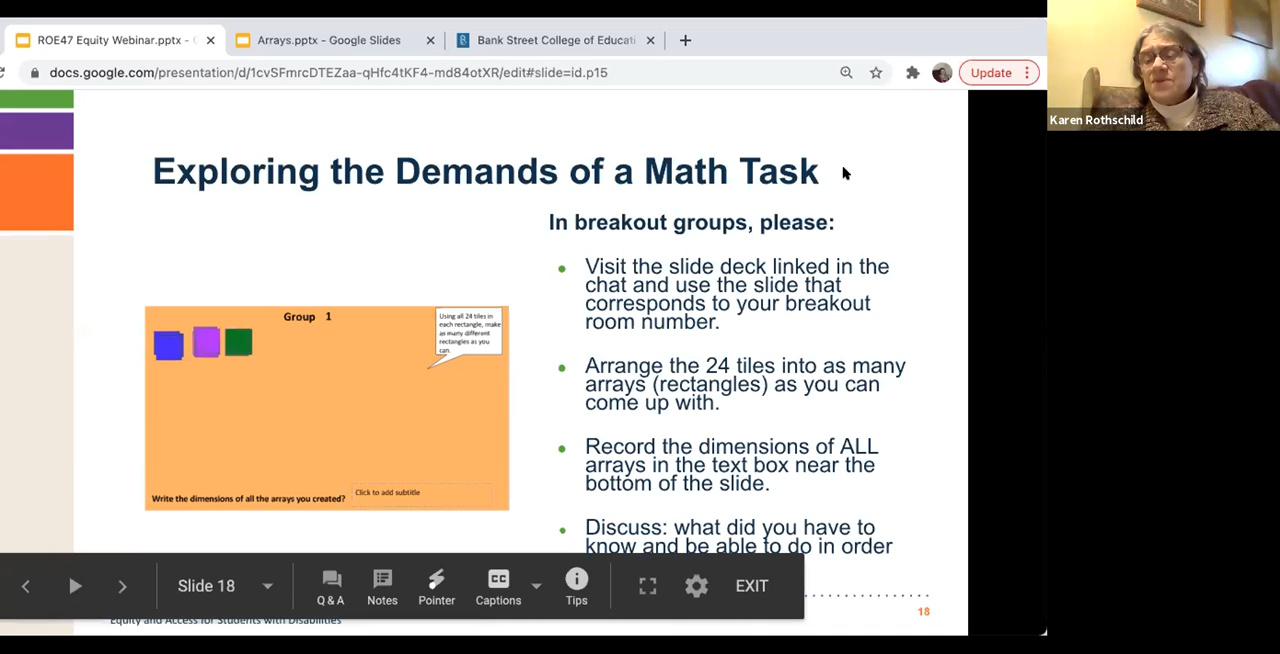 ROE47 Equity Webinar.pptx -
Arrays.pptx - Google Slides
Bank Street College of Educati
docs.google.com/presentation/d/1cvSFmrcDTEZaa-qHfc4tKF4-md84otXR/edit#slide=id.p15
Update
Karen Rothschild
Exploring the Demands of a Math Task
In breakout groups, please:
Visit the slide deck linked in the
chat and use the slide that
corresponds to your breakout
room number.
Arrange the 24 tiles into as many
arrays (rectangles) as you can
come up with.
Record the dimensions of ALL
arrays in the text box near the
bottom of the slide.
Discuss: what did you have to
know and be able to do in order
Group 1
Using all 24 tiles in
each rectangle, make
as many different
rectangles as you
can.
Write the dimensions of all the arrays you created?
Click to add subtitle
Slide 18
Q & A
Notes
Pointer
CC
Captions
Tips
EXIT
Equity and Access for Students with Disabilities
18